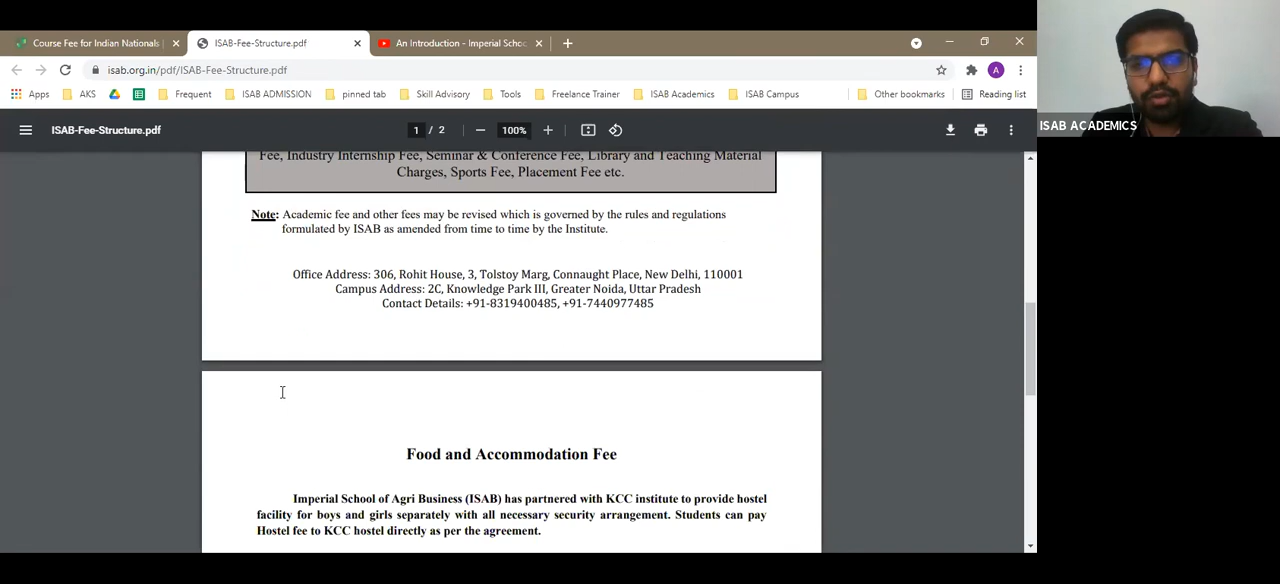 Course Fee for Indian Nationals
ISAB-Fee-Structure.pdf
An Introduction - Imperial Schoo
isab.org.in/pdf/ISAB-Fee-Structure.pdf
A
Apps
AKS
Frequent
ISAB ADMISSION
pinned tab
Skill Advisory
Tools
Freelance Trainer
ISAB Academics
ISAB Campus
Other bookmarks
Reading list
ISAB-Fee-Structure.pdf
1 / 2
100%
ISAB ACADEMICS
Fee, Industry Internship Fee, Seminar & Conference Fee, Library and Teaching Material
Charges, Sports Fee, Placement Fee etc.
Note: Academic fee and other fees may be revised which is governed by the rules and regulations
formulated by ISAB as amended from time to time by the Institute.
Office Address: 306, Rohit House, 3, Tolstoy Marg, Connaught Place, New Delhi, 110001
Campus Address: 2C, Knowledge Park III, Greater Noida, Uttar Pradesh
Contact Details: +91-8319400485, +91-7440977485
Food and Accommodation Fee
Imperial School of Agri Business (ISAB) has partnered with KCC institute to provide hostel
facility for boys and girls separately with all necessary security arrangement. Students can pay
Hostel fee to KCC hostel directly as per the agreement.